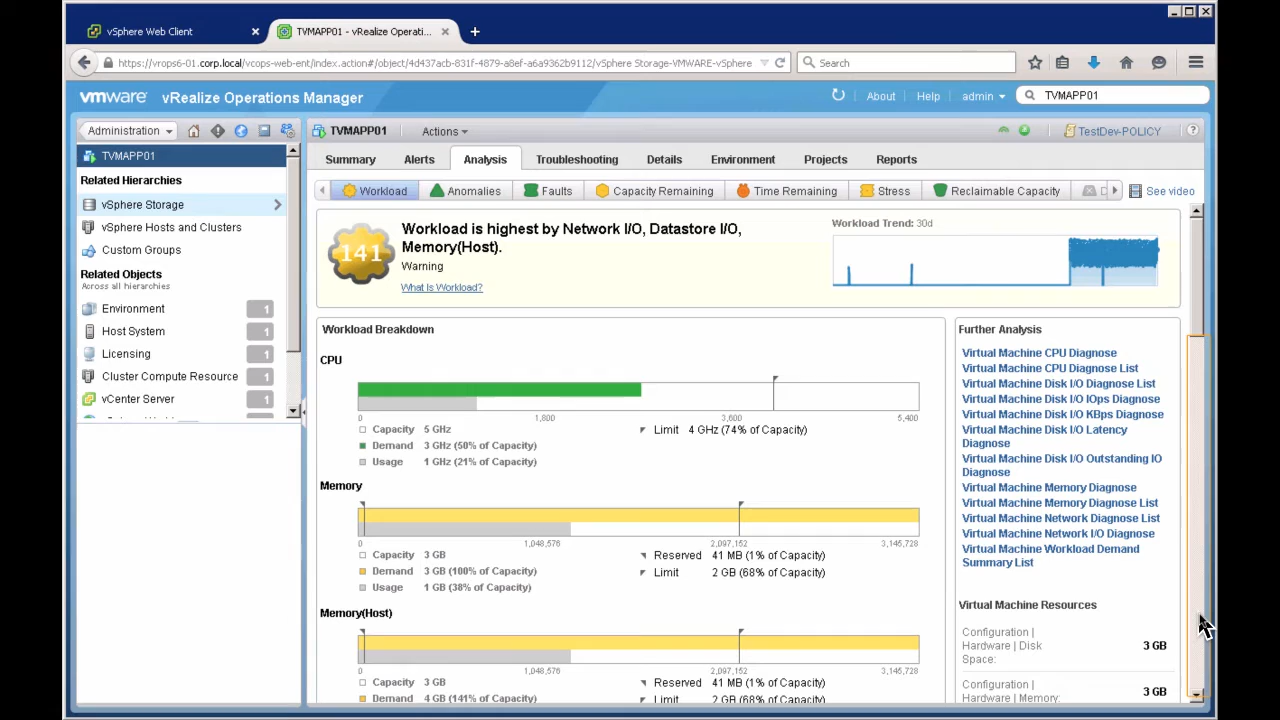 vSphere Web Client
TVMAPP01 - vRealize Operati...
https://vrops6-01.corp.local/vcops-web-ent/index.action#/object/4d437acb-831f-4879-a8ef-a6a9362b9112/vSphere Storage-VMWARE-vSphere
Search
vmware vRealize Operations Manager
About Help admin TVMAPP01
Administration
TVMAPP01
Related Hierarchies
vSphere Storage
vSphere Hosts and Clusters
Custom Groups
Related Objects
Across all hierarchies
Environment 1
Host System 1
Licensing 1
Cluster Compute Resource 1
vCenter Server 1
TVMAPP01 Actions TestDev-POLICY ?
Summary Alerts Analysis Troubleshooting Details Environment Projects Reports
Workload Anomalies Faults Capacity Remaining Time Remaining Stress Reclaimable Capacity D See video
141
Workload is highest by Network I/O, Datastore I/O,
Memory(Host).
Warning
What Is Workload?
Workload Trend: 30d
Workload Breakdown
CPU
0 1,800 3,600 5,400
Capacity 5 GHz Limit 4 GHz (74% of Capacity)
Demand 3 GHz (50% of Capacity)
Usage 1 GHz (21% of Capacity)
Memory
0 1,048,576 2,097,152 3,145,728
Capacity 3 GB Reserved 41 MB (1% of Capacity)
Demand 3 GB (100% of Capacity) Limit 2 GB (68% of Capacity)
Usage 1 GB (38% of Capacity)
Memory(Host)
0 1,048,576 2,097,152 3,145,728
Capacity 3 GB Reserved 41 MB (1% of Capacity)
Demand 4 GB (141% of Capacity) Limit 2 GB (68% of Capacity)
Further Analysis
Virtual Machine CPU Diagnose
Virtual Machine CPU Diagnose List
Virtual Machine Disk I/O Diagnose List
Virtual Machine Disk I/O IOps Diagnose
Virtual Machine Disk I/O KBps Diagnose
Virtual Machine Disk I/O Latency
Diagnose
Virtual Machine Disk I/O Outstanding IO
Diagnose
Virtual Machine Memory Diagnose
Virtual Machine Memory Diagnose List
Virtual Machine Network Diagnose List
Virtual Machine Network I/O Diagnose
Virtual Machine Workload Demand
Summary List
Virtual Machine Resources
Configuration |
Hardware | Disk 3 GB
Space:
Configuration | 3 GB
Hardware | Memory: